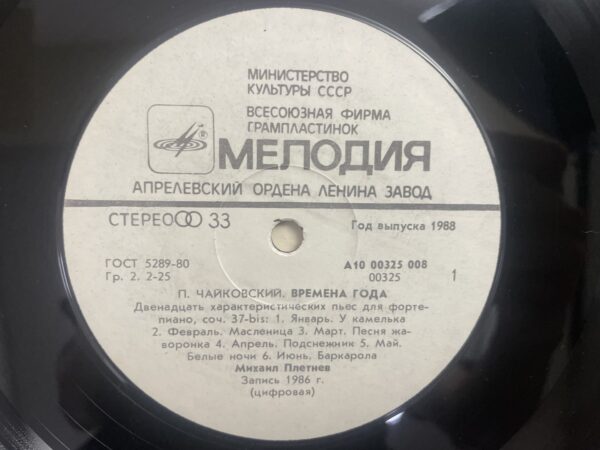 МИНИСТЕРСТВО
КУЛЬТУРЫ СССР
ВСЕСОЮЗНАЯ ФИРМА
ГРАМПЛАСТИНОК
®
МЕЛОДИЯ
АПРЕЛЕВСКИЙ ОРДЕНА ЛЕНИНА ЗАВОД
СТЕРЕО 33
Год выпуска 1988
ГОСТ 5289-80
А10 00325 008
Гр. 2. 2-25
00325
1
П. ЧАЙКОВСКИЙ. ВРЕМЕНА ГОДА
Двенадцать характеристических пьес для форте-
пиано, соч. 37-bis: 1. Январь. У камелька
2. Февраль. Масленица 3. Март. Песня жа-
воронка 4. Апрель. Подснежник 5. Май.
Белые ночи 6. Июнь. Баркарола
Михаил Плетнев
Запись 1986 г.
(цифровая)